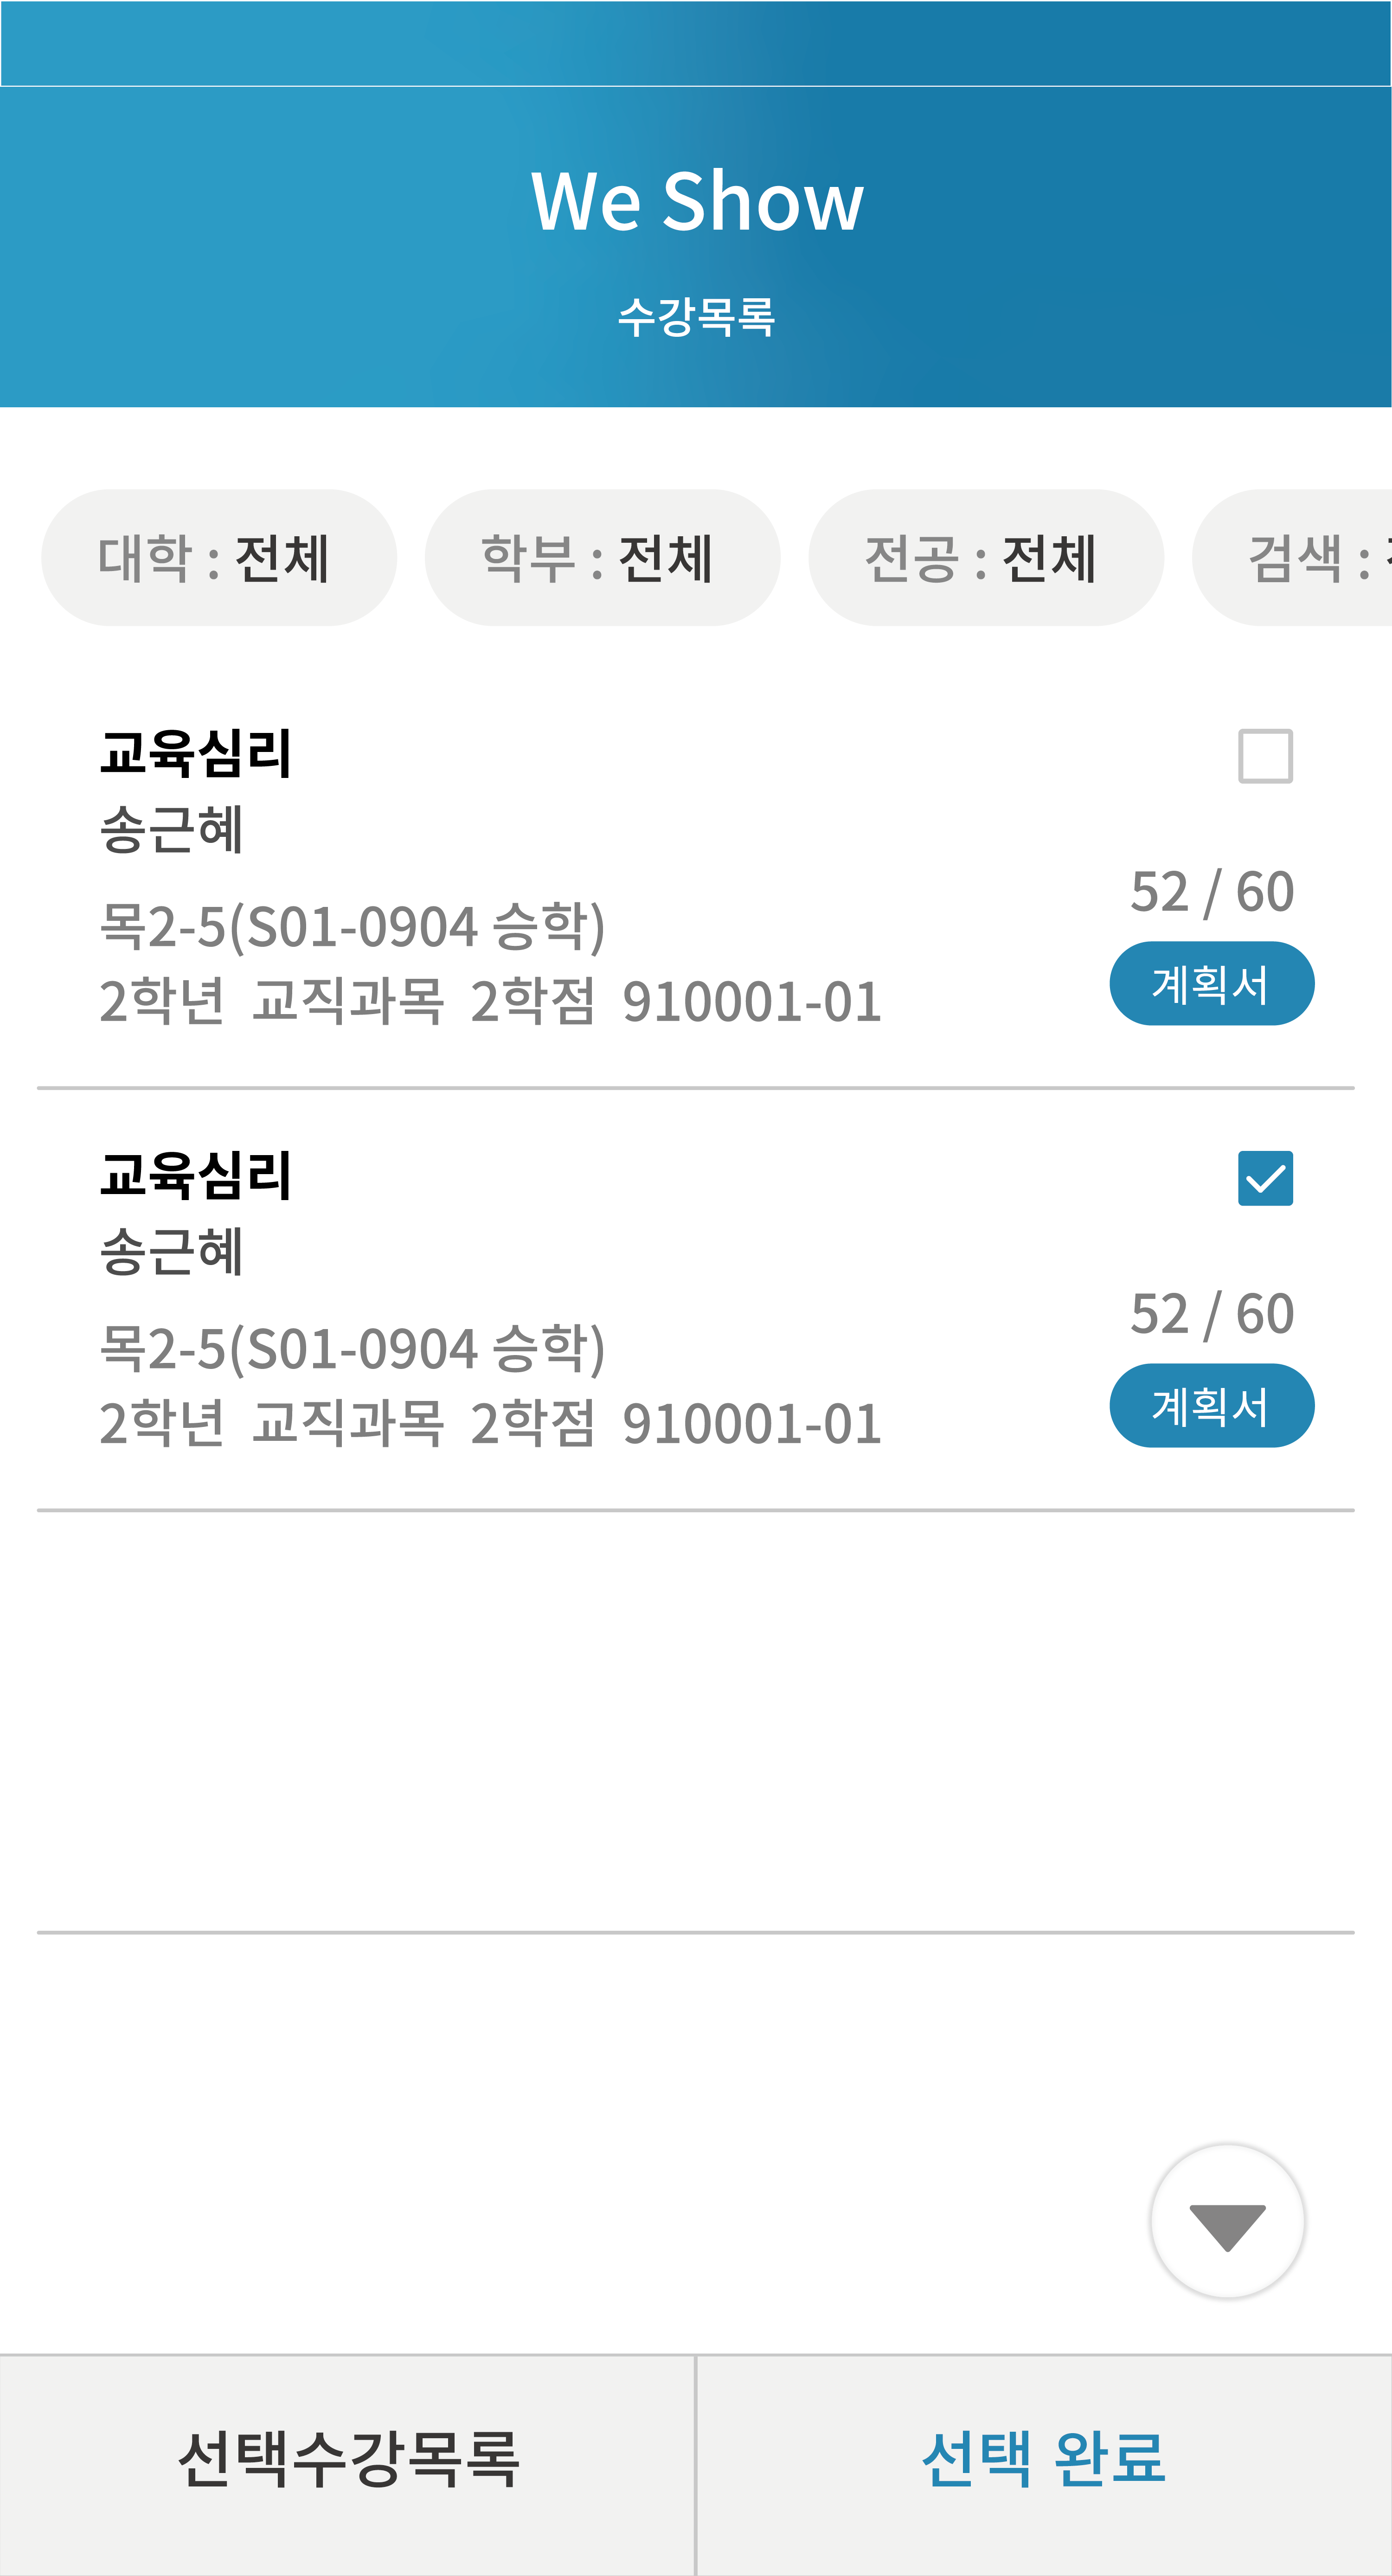 We Show
수강목록
대학 : 전체 학부 : 전체 전공 : 전체 검색 :
교육심리
송근혜
52 / 60
목2-5(S01-0904 승학)
계획서
2학년 교직과목 2학점 910001-01
교육심리
송근혜
52 / 60
목2-5(S01-0904 승학)
계획서
2학년 교직과목 2학점 910001-01
선택수강목록 선택 완료